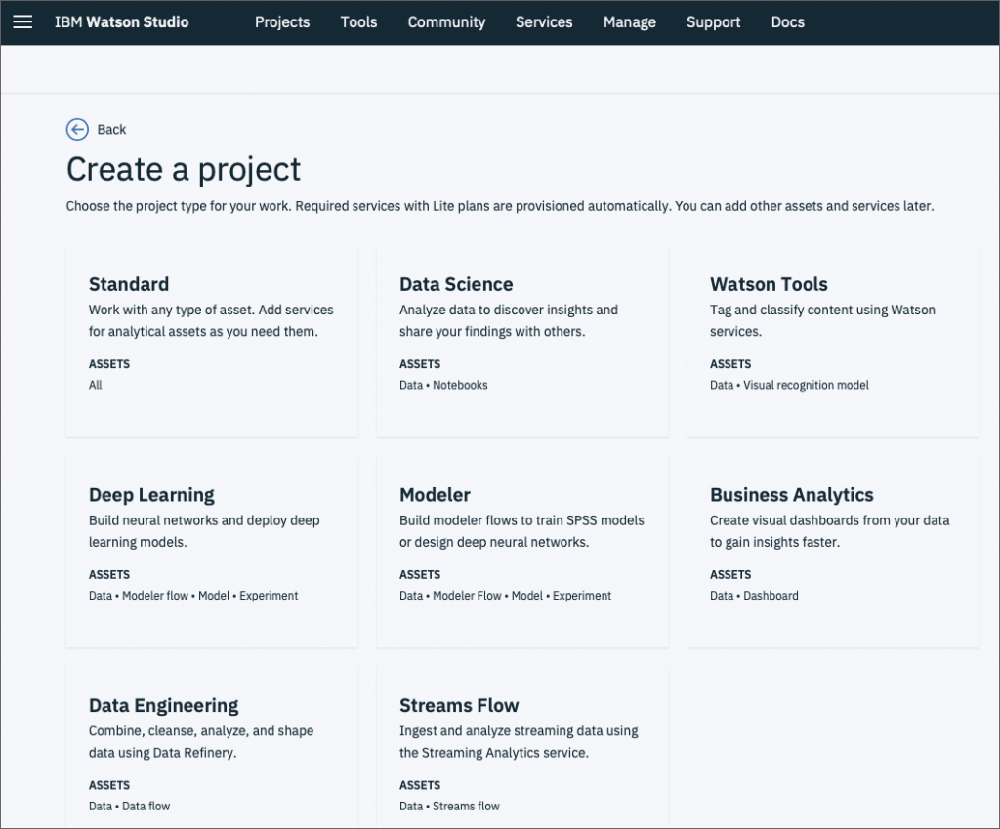 IBM Watson Studio Projects Tools Community Services Manage Support Docs
Back
Create a project
Choose the project type for your work. Required services with Lite plans are provisioned automatically. You can add other assets and services later.
Standard
Work with any type of asset. Add services
for analytical assets as you need them.
ASSETS
All
Data Science
Analyze data to discover insights and
share your findings with others.
ASSETS
Data • Notebooks
Watson Tools
Tag and classify content using Watson
services.
ASSETS
Data • Visual recognition model
Deep Learning
Build neural networks and deploy deep
learning models.
ASSETS
Data • Modeler flow • Model • Experiment
Modeler
Build modeler flows to train SPSS models
or design deep neural networks.
ASSETS
Data • Modeler Flow • Model • Experiment
Business Analytics
Create visual dashboards from your data
to gain insights faster.
ASSETS
Data • Dashboard
Data Engineering
Combine, cleanse, analyze, and shape
data using Data Refinery.
ASSETS
Data • Data flow
Streams Flow
Ingest and analyze streaming data using
the Streaming Analytics service.
ASSETS
Data • Streams flow